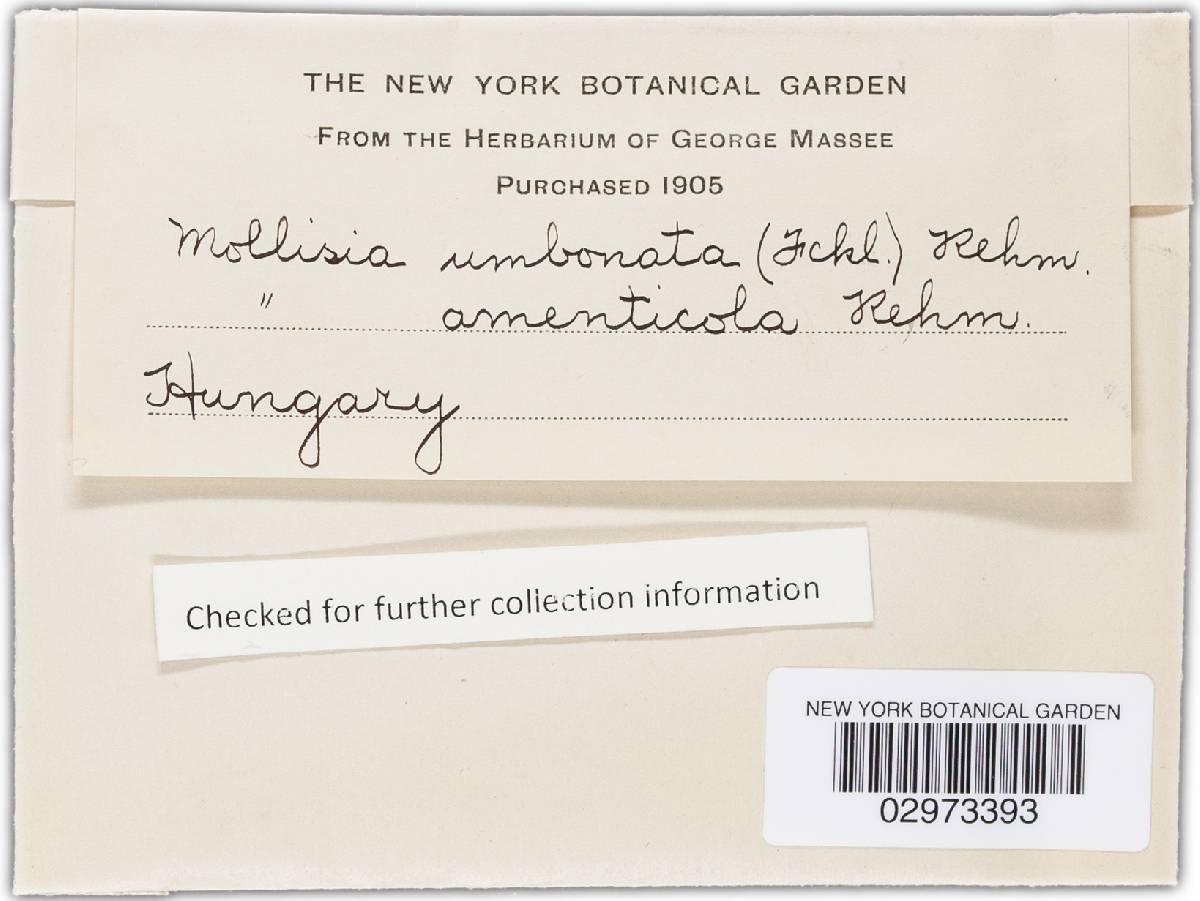 THE NEW YORK BOTANICAL GARDEN
FROM THE HERBARIUM OF GEORGE MASSEE
PURCHASED 1905
Mollisia umbonata (Fckl.) Rehm.
" amenticola Rehm.
Hungary
Checked for further collection information
NEW YORK BOTANICAL GARDEN
02973393